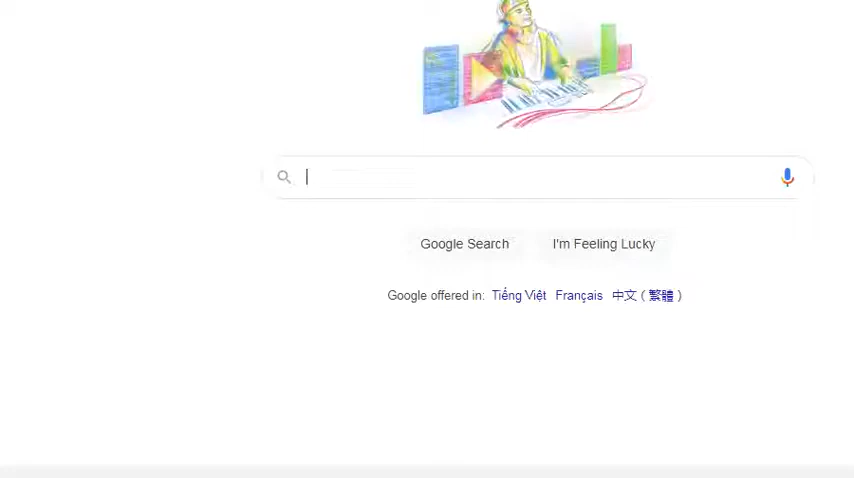 Google Search I'm Feeling Lucky
Google offered in: Tiếng Việt Français 中文 ( 繁體 )